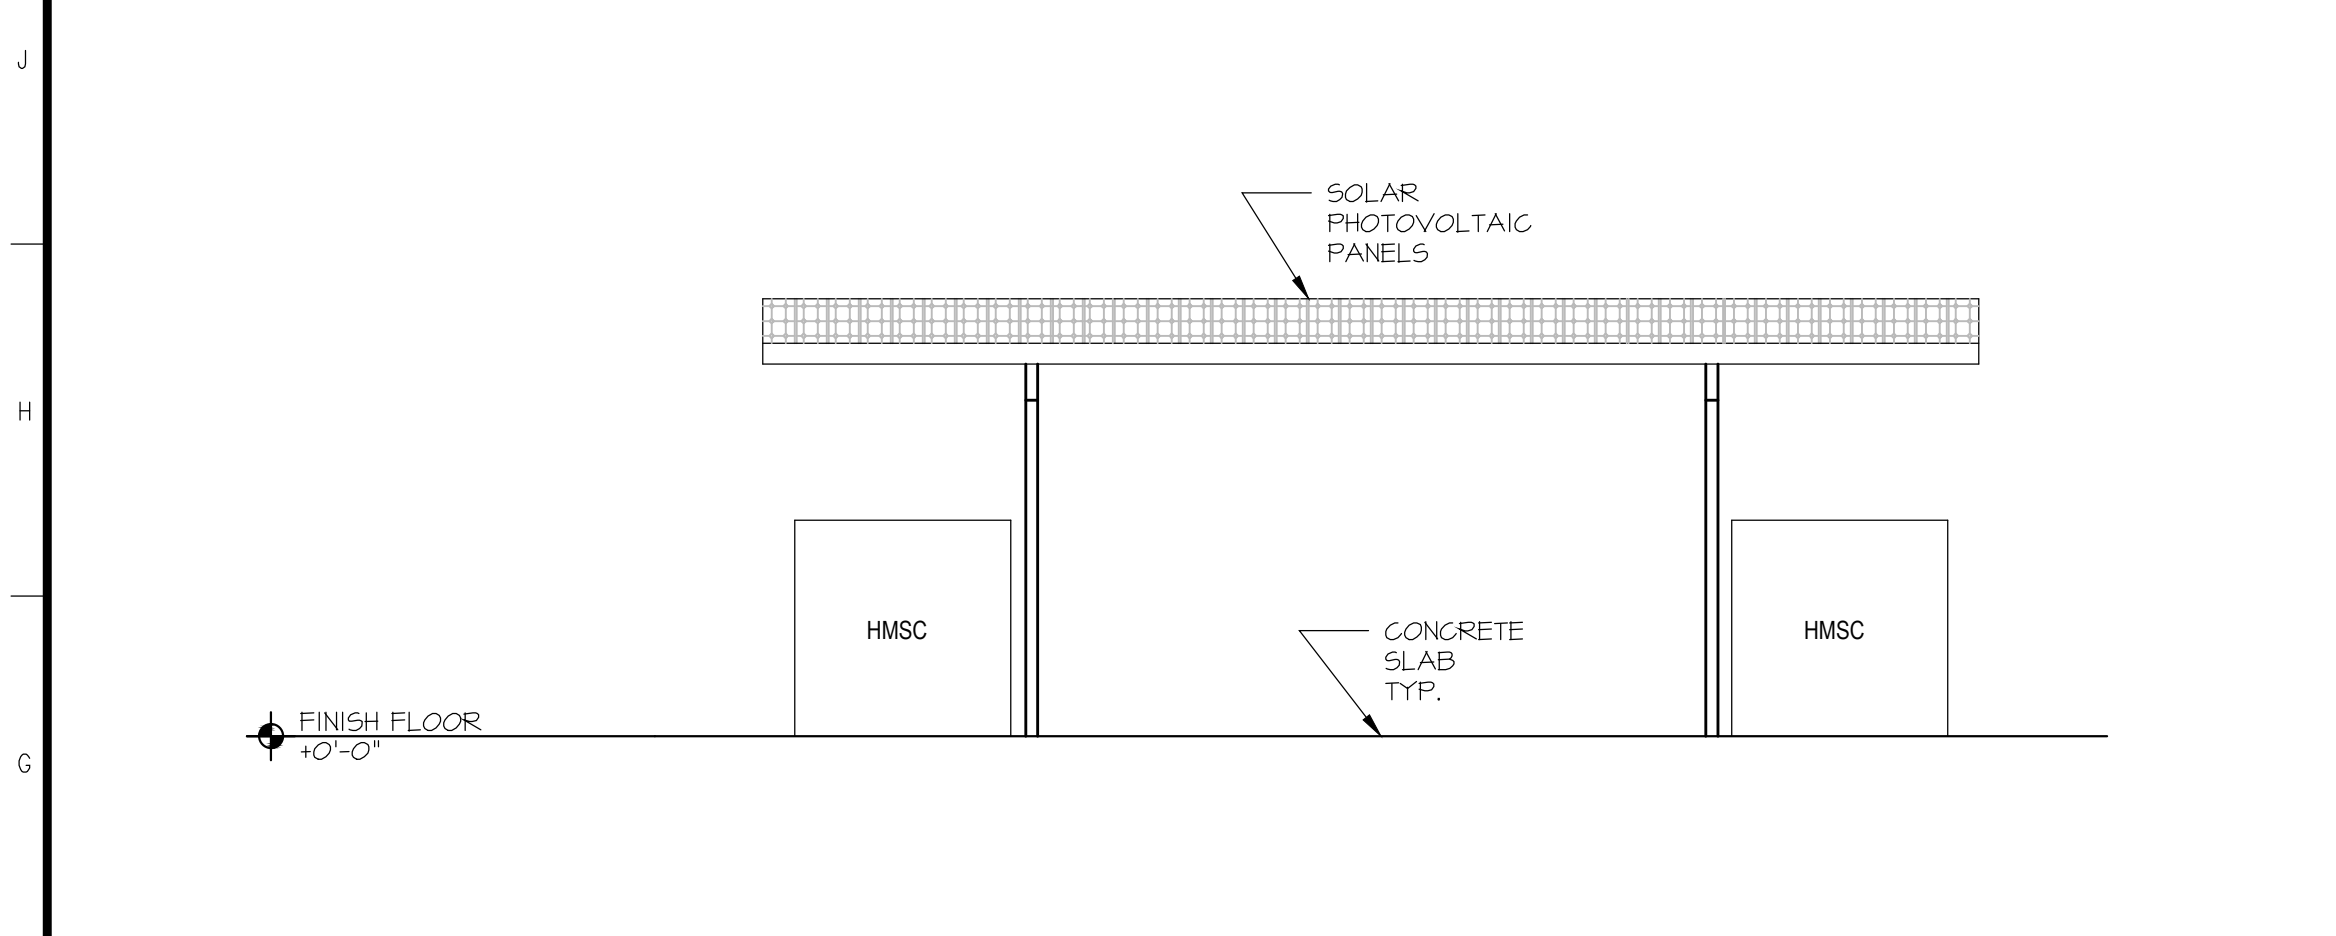 J
SOLAR
PHOTOVOLTAIC
PANELS
H
HMSC
CONCRETE
SLAB
TYP.
HMSC
FINISH FLOOR
+0'-0"
G